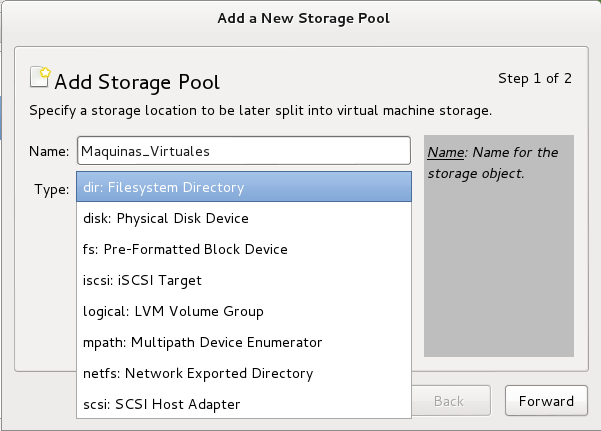 Add a New Storage Pool
Add Storage Pool
Step 1 of 2
Specify a storage location to be later split into virtual machine storage.
Name: Maquinas_Virtuales
Name: Name for the
storage object.
Type: dir: Filesystem Directory
disk: Physical Disk Device
fs: Pre-Formatted Block Device
iscsi: iSCSI Target
logical: LVM Volume Group
mpath: Multipath Device Enumerator
netfs: Network Exported Directory
scsi: SCSI Host Adapter
Back
Forward